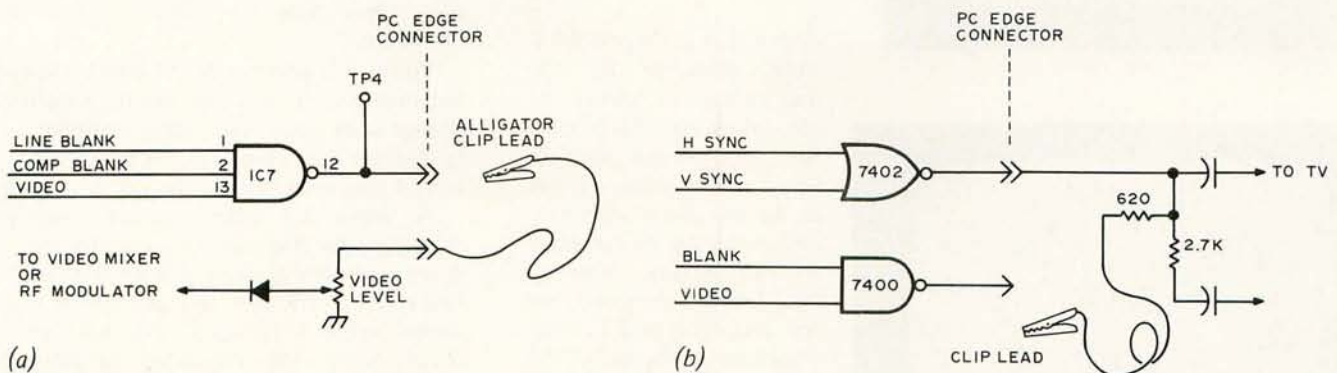 PC EDGE
CONNECTOR
TP4
ALLIGATOR
CLIP LEAD
LINE BLANK 1
COMP BLANK 2
VIDEO 13
IC7
12
TO VIDEO MIXER
OR
RF MODULATOR
VIDEO
LEVEL
(a)
PC EDGE
CONNECTOR
H SYNC
V SYNC
7402
TO TV
620
2.7K
BLANK
VIDEO
7400
CLIP LEAD
(b)